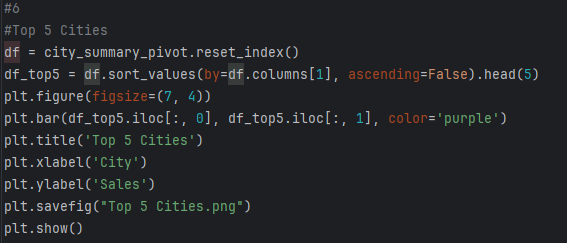 #6
#Top 5 Cities
df = city_summary_pivot.reset_index()
df_top5 = df.sort_values(by=df.columns[1], ascending=False).head(5)
plt.figure(figsize=(7, 4))
plt.bar(df_top5.iloc[:, 0], df_top5.iloc[:, 1], color='purple')
plt.title('Top 5 Cities')
plt.xlabel('City')
plt.ylabel('Sales')
plt.savefig("Top 5 Cities.png")
plt.show()